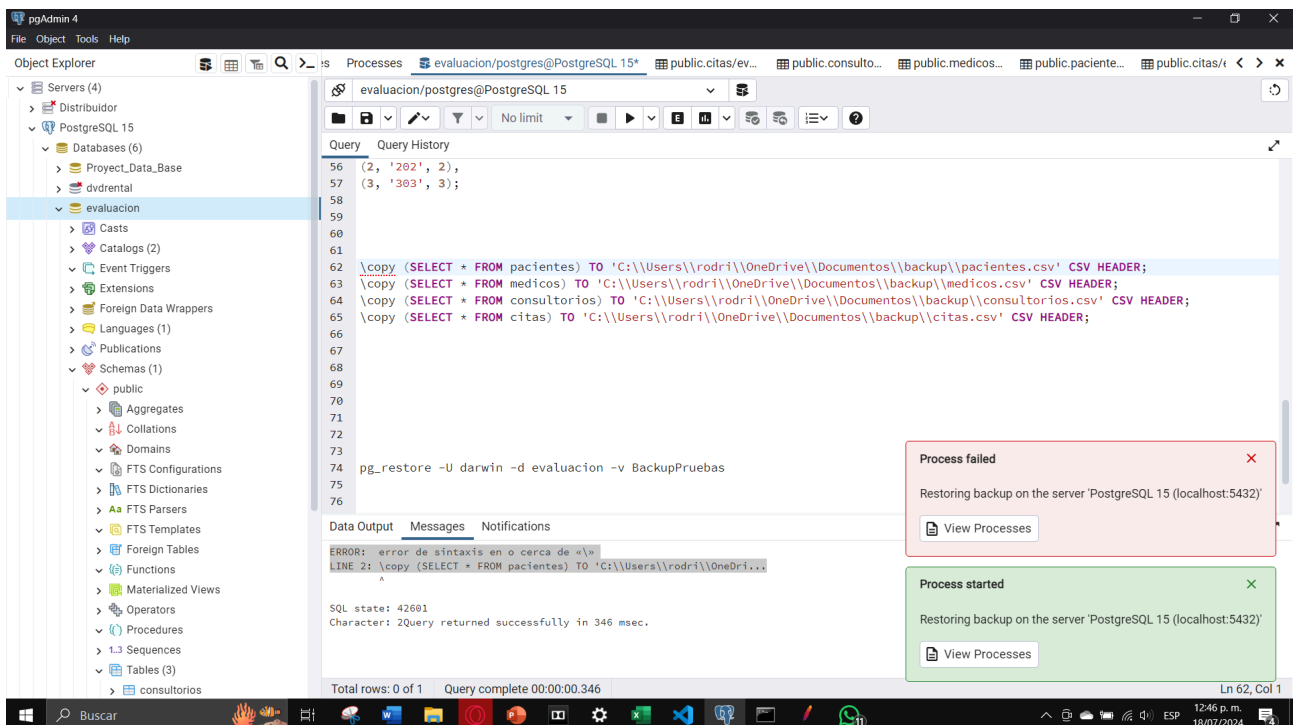 pgAdmin 4
File Object Tools Help
Object Explorer
es Processes evaluacion/postgres@PostgreSQL 15* public.citas/ev... public.consulto... public.medicos... public.paciente... public.citas/e
Servers (4)
Distribuidor
PostgreSQL 15
Databases (6)
Proyect_Data_Base
dvdrental
evaluacion
Casts
Catalogs (2)
Event Triggers
Extensions
Foreign Data Wrappers
Languages (1)
Publications
Schemas (1)
public
Aggregates
Collations
Domains
FTS Configurations
FTS Dictionaries
FTS Parsers
FTS Templates
Foreign Tables
Functions
Materialized Views
Operators
Procedures
1..3 Sequences
Tables (3)
consultorios
evaluacion/postgres@PostgreSQL 15
No limit
Query Query History
56 (2, '202', 2),
57 (3, '303', 3);
58
59
60
61
62 \copy (SELECT * FROM pacientes) TO 'C:\\Users\\rodri\\OneDrive\\Documentos\\backup\\pacientes.csv' CSV HEADER;
63 \copy (SELECT * FROM medicos) TO 'C:\\Users\\rodri\\OneDrive\\Documentos\\backup\\medicos.csv' CSV HEADER;
64 \copy (SELECT * FROM consultorios) TO 'C:\\Users\\rodri\\OneDrive\\Documentos\\backup\\consultorios.csv' CSV HEADER;
65 \copy (SELECT * FROM citas) TO 'C:\\Users\\rodri\\OneDrive\\Documentos\\backup\\citas.csv' CSV HEADER;
66
67
68
69
70
71
72
73
74 pg_restore -U darwin -d evaluacion -v BackupPruebas
75
76
Data Output Messages Notifications
ERROR: error de sintaxis en o cerca de «\»
LINE 2: \copy (SELECT * FROM pacientes) TO 'C:\\Users\\rodri\\OneDri...
^
SQL state: 42601
Character: 2Query returned successfully in 346 msec.
Process failed
Restoring backup on the server 'PostgreSQL 15 (localhost:5432)'
View Processes
Process started
Restoring backup on the server 'PostgreSQL 15 (localhost:5432)'
View Processes
Total rows: 0 of 1 Query complete 00:00:00.346
Ln 62, Col 1
Buscar
ESP
12:46 p. m.
18/07/2024